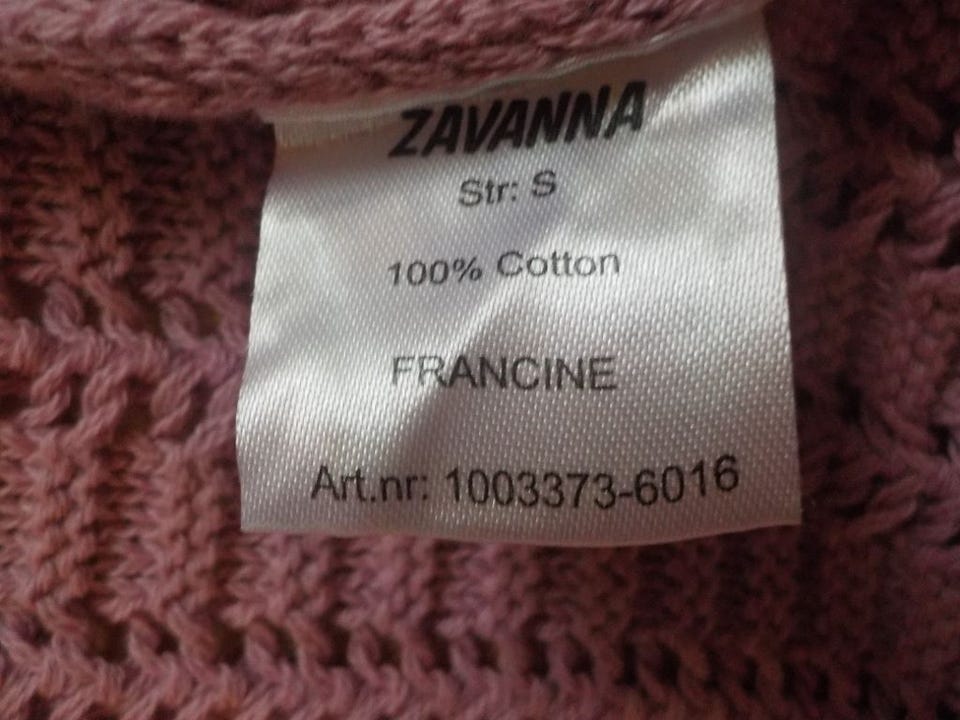 ZAVANNA
Str: S
100% Cotton
FRANCINE
Art.nr: 1003373-6016